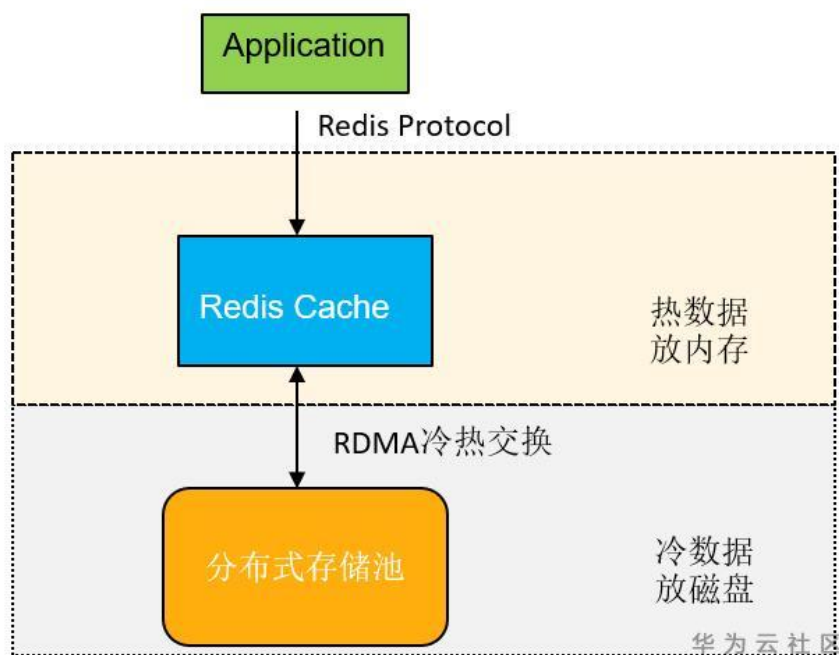 Application
Redis Protocol
Redis Cache
热数据
放内存
RDMA冷热交换
分布式存储池
冷数据
放磁盘
华为云社区